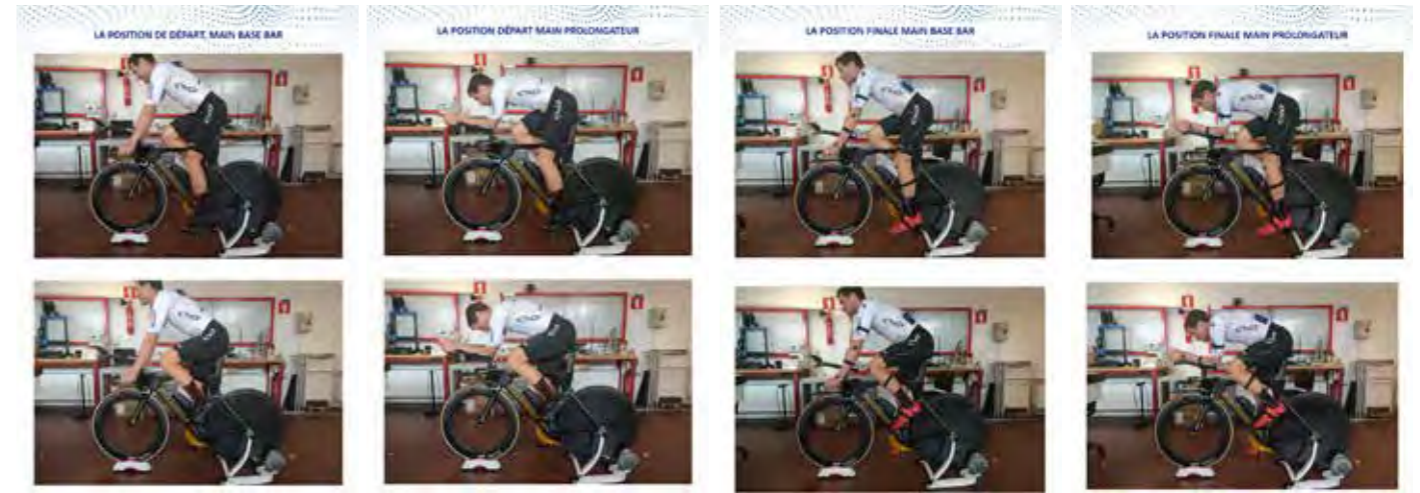 LA POSITION DE DÉPART, MAIN BASE BAR
LA POSITION DÉPART MAIN PROLONGATEUR
LA POSITION FINALE MAIN BASE BAR
LA POSITION FINALE MAIN PROLONGATEUR